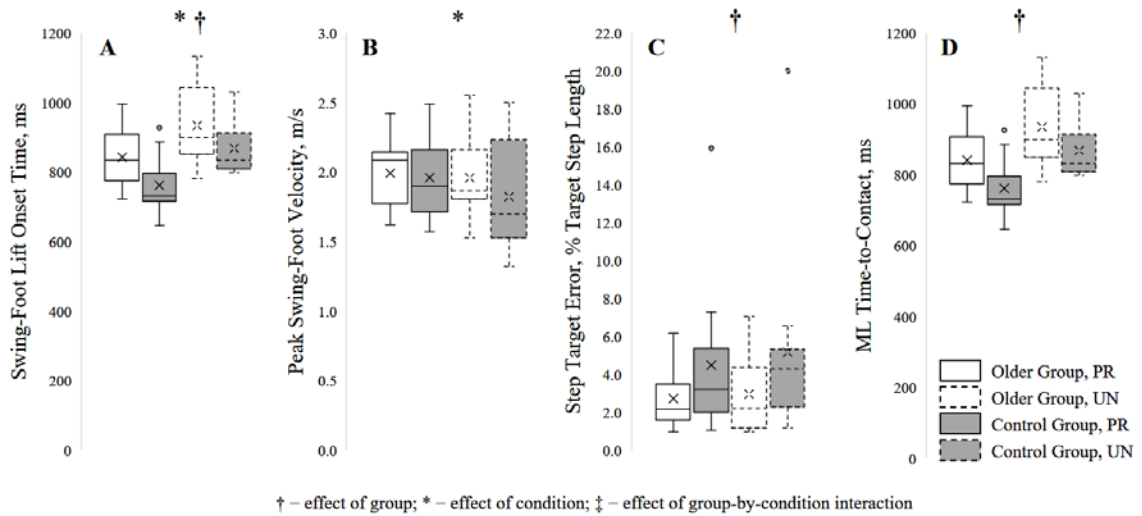 * †
*
†
†
A
B
C
D
Swing-Foot Lift Onset Time, ms
1200
1000
800
600
400
200
0
Peak Swing-Foot Velocity, m/s
3.0
2.5
2.0
1.5
1.0
0.5
0.0
Step Target Error, % Target Step Length
22.0
20.0
18.0
16.0
14.0
12.0
10.0
8.0
6.0
4.0
2.0
0.0
ML Time-to-Contact, ms
1200
1000
800
600
400
200
0
Older Group, PR
Older Group, UN
Control Group, PR
Control Group, UN
† – effect of group; * – effect of condition; ‡ – effect of group-by-condition interaction